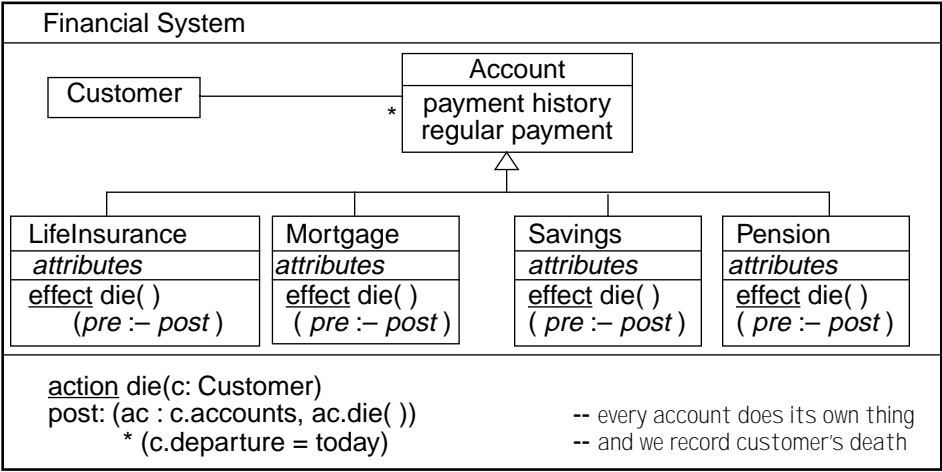 Financial System
Account
Customer
*
payment history
regular payment
LifeInsurance
attributes
effect die( )
(pre :– post )
Mortgage
attributes
effect die( )
( pre :– post )
Savings
attributes
effect die( )
( pre :– post )
Pension
attributes
effect die( )
( pre :– post )
action die(c: Customer)
post: (ac : c.accounts, ac.die( )) -- every account does its own thing
* (c.departure = today) -- and we record customer's death